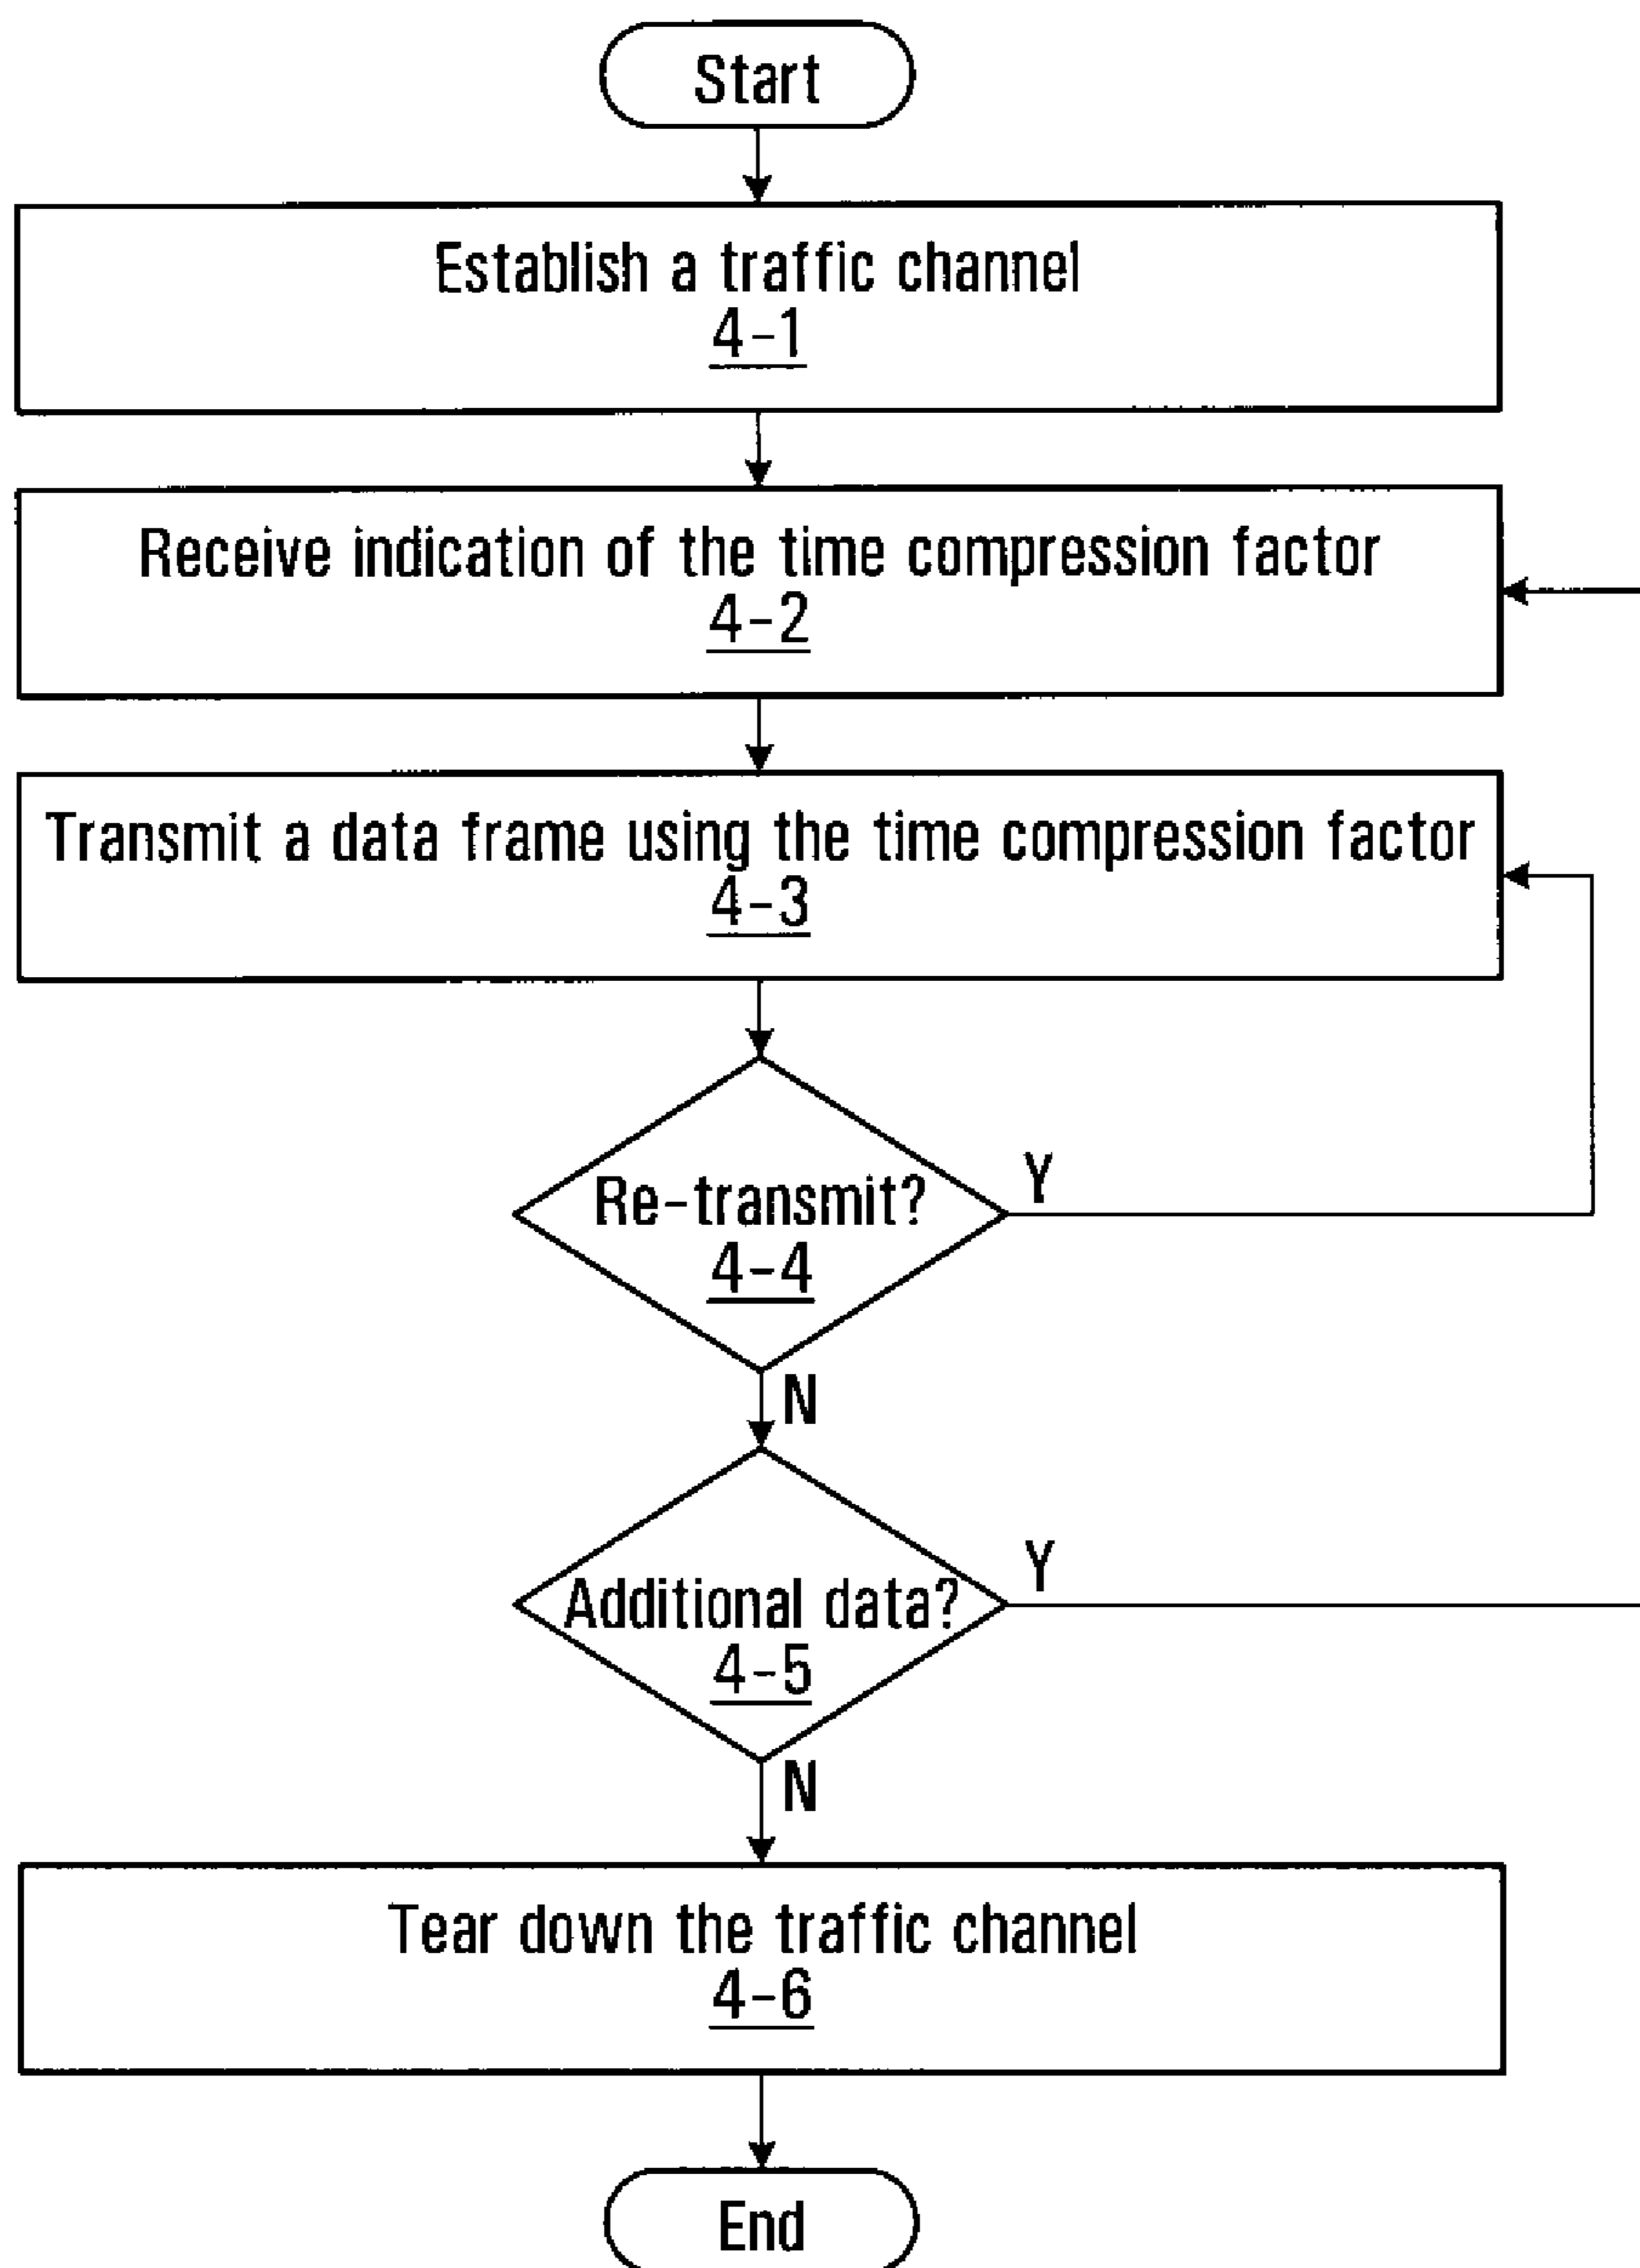 Start
Establish a traffic channel
4-1
Receive indication of the time compression factor
4-2
Transmit a data frame using the time compression factor
4-3
Re-transmit?
4-4
Y
N
Additional data?
4-5
Y
N
Tear down the traffic channel
4-6
End